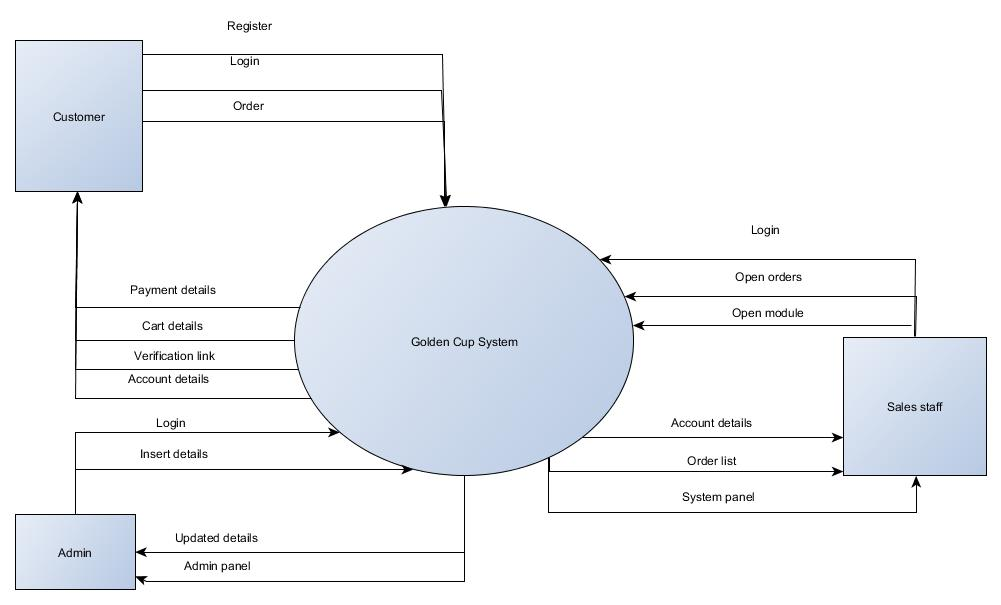 Register
Login
Order
Customer
Login
Open orders
Open module
Payment details
Cart details
Verification link
Account details
Golden Cup System
Sales staff
Login
Insert details
Account details
Order list
System panel
Updated details
Admin panel
Admin